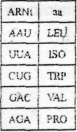 ARNt aa
AAU LEU
UUA ISO
CUG TRP
GAC VAL
AGA PRO